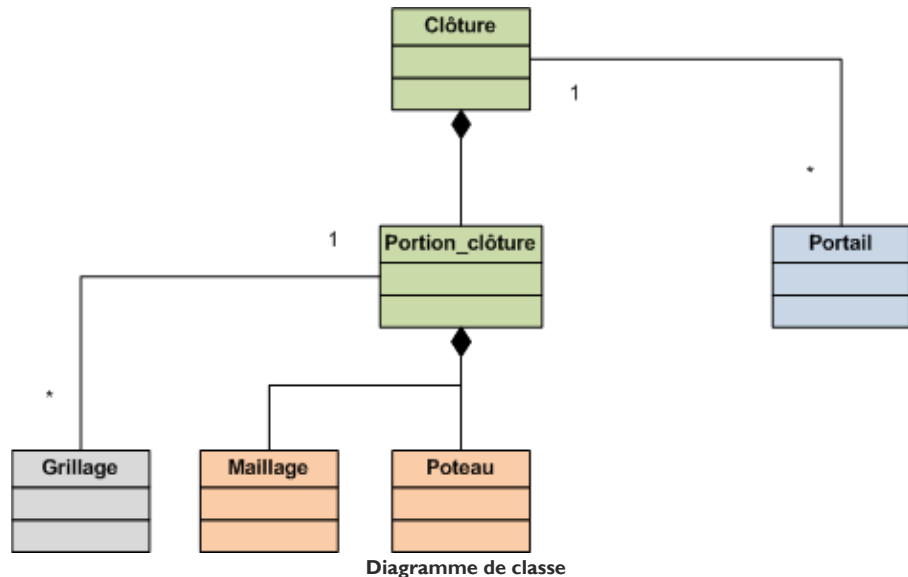 Clôture
1
*
Portion_clôture
Portail
1
*
Grillage
Maillage
Poteau
Diagramme de classe